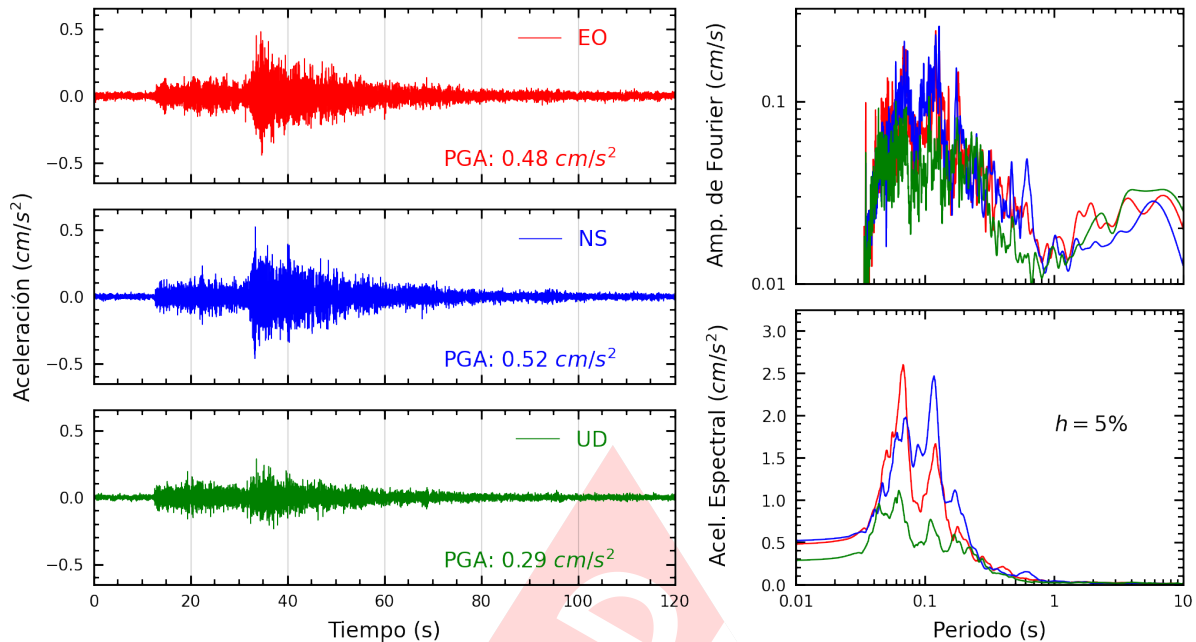 Aceleración (cm/s²)
0.5
0.0
−0.5
EO
PGA: 0.48 cm/s²
0.5
0.0
−0.5
NS
PGA: 0.52 cm/s²
0.5
0.0
−0.5
UD
PGA: 0.29 cm/s²
0 20 40 60 80 100 120
Tiempo (s)
Amp. de Fourier (cm/s)
0.1
0.01
Acel. Espectral (cm/s²)
3.0
2.5
2.0
1.5
1.0
0.5
0.0
h = 5%
0.01 0.1 1 10
Periodo (s)